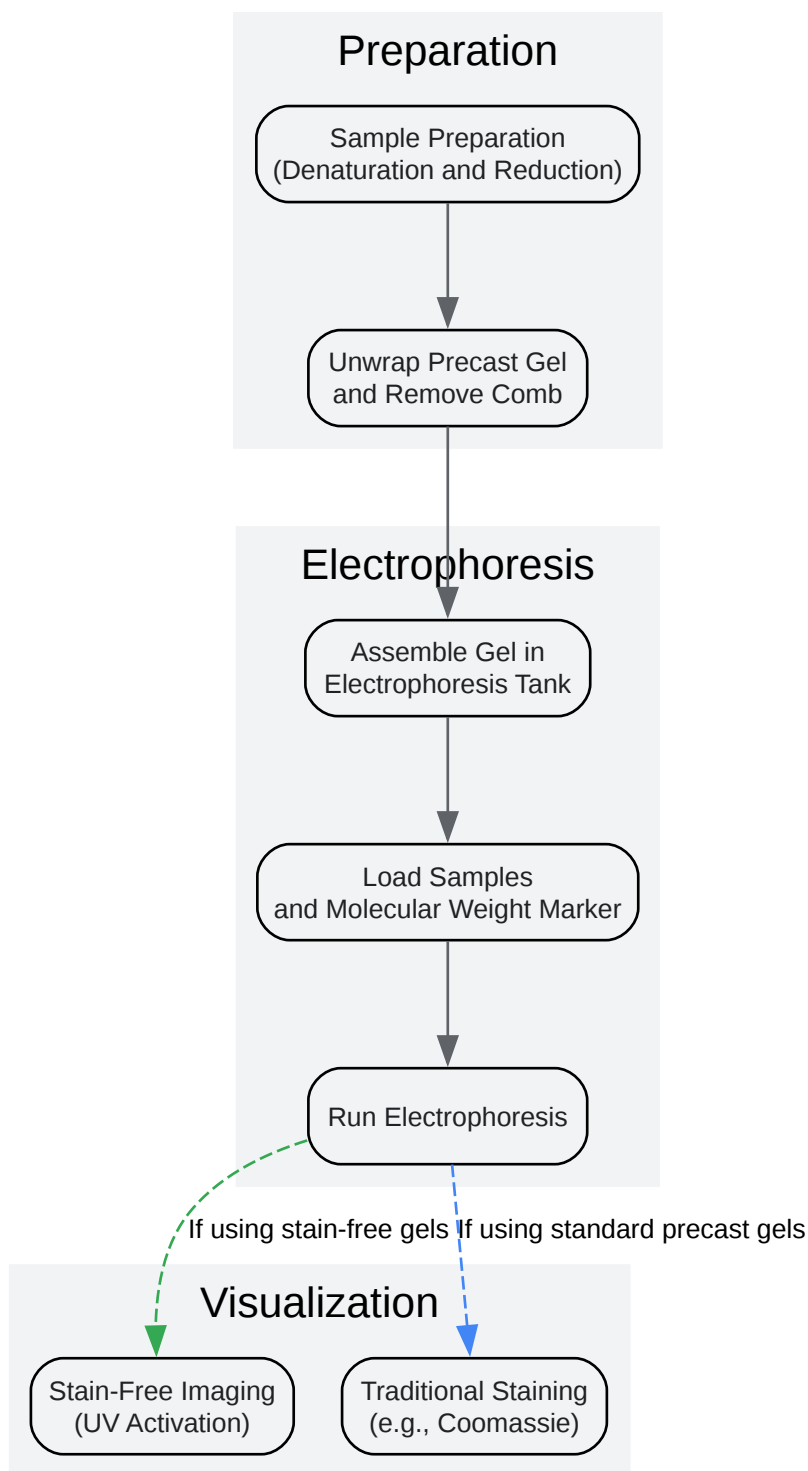 Preparation
Sample Preparation
(Denaturation and Reduction)
Unwrap Precast Gel
and Remove Comb
Electrophoresis
Assemble Gel in
Electrophoresis Tank
Load Samples
and Molecular Weight Marker
Run Electrophoresis
If using stain-free gels
If using standard precast gels
Visualization
Stain-Free Imaging
(UV Activation)
Traditional Staining
(e.g., Coomassie)